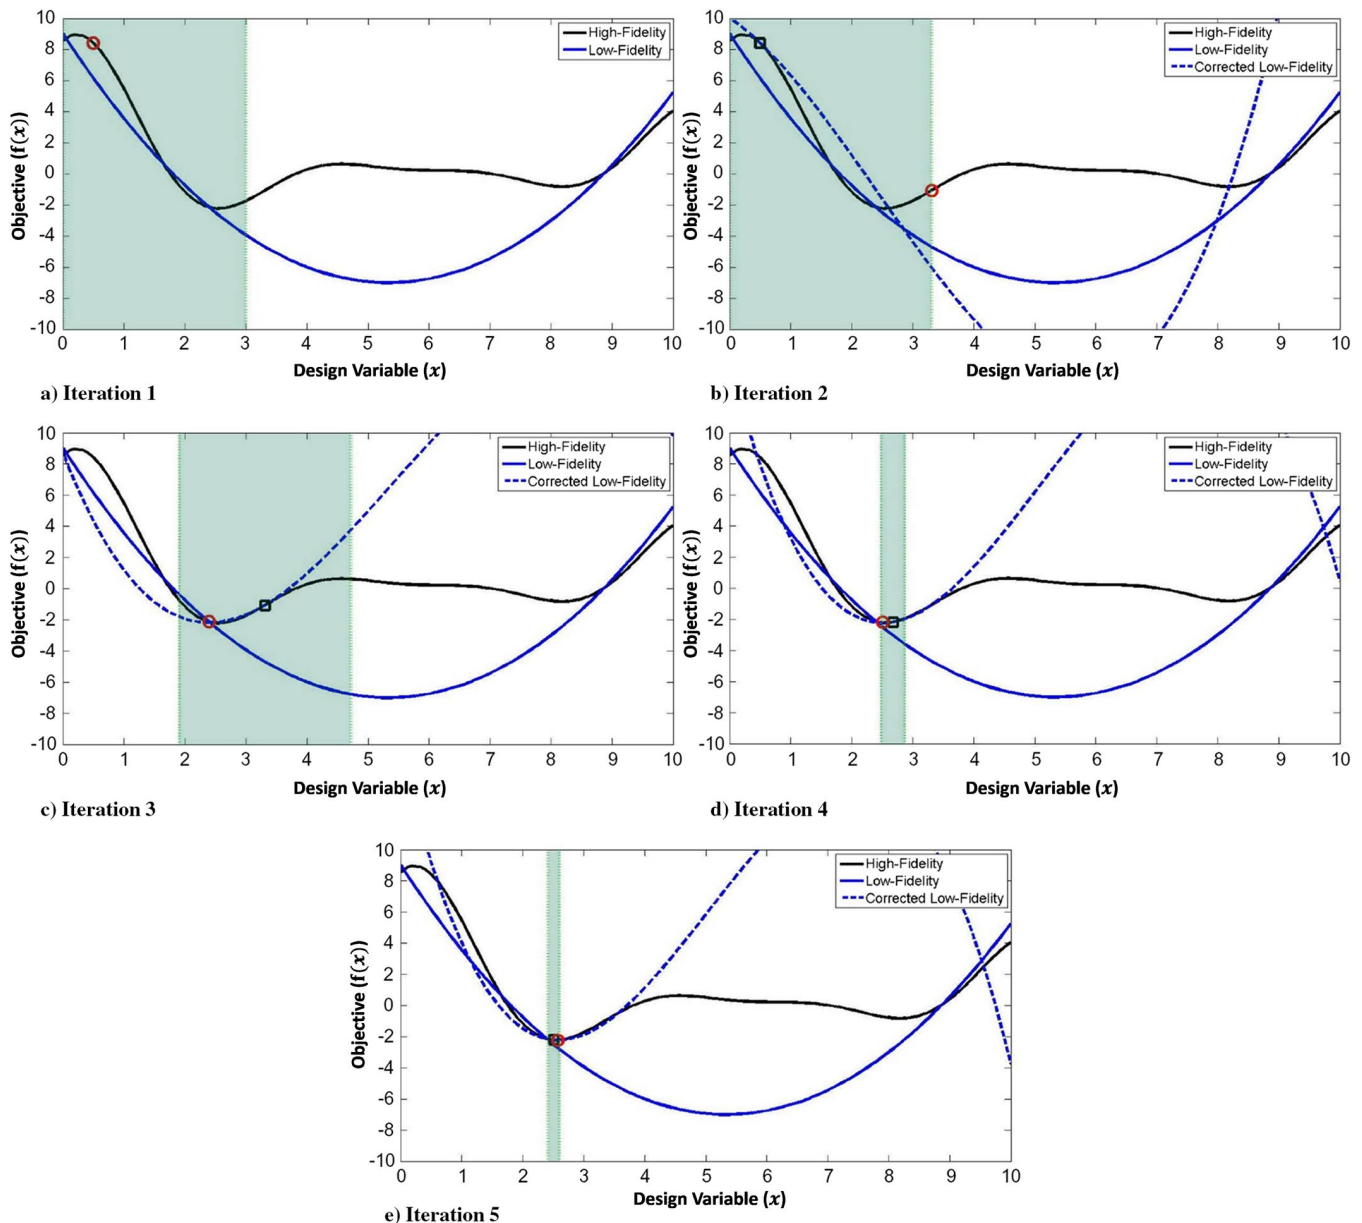 10
8
6
4
2
0
-2
-4
-6
-8
-10
Objective (f(x))
High-Fidelity
Low-Fidelity
0 1 2 3 4 5 6 7 8 9 10
Design Variable (x)
a) Iteration 1
10
8
6
4
2
0
-2
-4
-6
-8
-10
Objective (f(x))
High-Fidelity
Low-Fidelity
Corrected Low-Fidelity
0 1 2 3 4 5 6 7 8 9 10
Design Variable (x)
b) Iteration 2
10
8
6
4
2
0
-2
-4
-6
-8
-10
Objective (f(x))
High-Fidelity
Low-Fidelity
Corrected Low-Fidelity
0 1 2 3 4 5 6 7 8 9 10
Design Variable (x)
c) Iteration 3
10
8
6
4
2
0
-2
-4
-6
-8
-10
Objective (f(x))
High-Fidelity
Low-Fidelity
Corrected Low-Fidelity
0 1 2 3 4 5 6 7 8 9 10
Design Variable (x)
d) Iteration 4
10
8
6
4
2
0
-2
-4
-6
-8
-10
Objective (f(x))
High-Fidelity
Low-Fidelity
Corrected Low-Fidelity
0 1 2 3 4 5 6 7 8 9 10
Design Variable (x)
e) Iteration 5